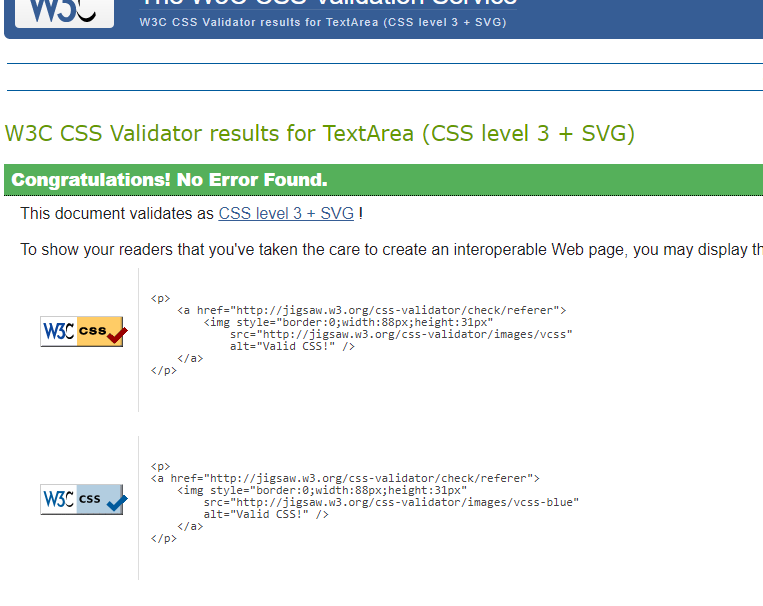 W3C
The W3C CSS Validation Service
W3C CSS Validator results for TextArea (CSS level 3 + SVG)
W3C CSS Validator results for TextArea (CSS level 3 + SVG)
Congratulations! No Error Found.
This document validates as CSS level 3 + SVG !
To show your readers that you've taken the care to create an interoperable Web page, you may display
W3C css
<p>
<a href="http://jigsaw.w3.org/css-validator/check/referer">
<img style="border:0;width:88px;height:31px"
src="http://jigsaw.w3.org/css-validator/images/vcss"
alt="Valid CSS!" />
</a>
</p>
W3C css
<p>
<a href="http://jigsaw.w3.org/css-validator/check/referer">
<img style="border:0;width:88px;height:31px"
src="http://jigsaw.w3.org/css-validator/images/vcss-blue"
alt="Valid CSS!" />
</a>
</p>